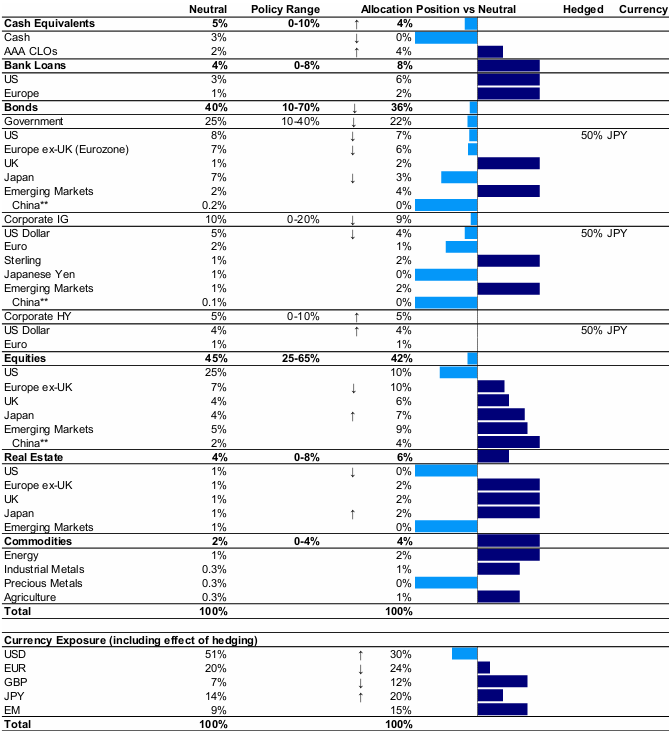 Neutral Policy Range Allocation Position vs Neutral Hedged Currency
Cash Equivalents 5% 0-10% ↑ 4%
Cash 3% ↓ 0%
AAA CLOs 2% ↑ 4%
Bank Loans 4% 0-8% 8%
US 3% 6%
Europe 1% 2%
Bonds 40% 10-70% ↓ 36%
Government 25% 10-40% ↓ 22%
US 8% ↓ 7% 50% JPY
Europe ex-UK (Eurozone) 7% ↓ 6%
UK 1% 2%
Japan 7% ↓ 3%
Emerging Markets 2% 4%
China** 0.2% 0%
Corporate IG 10% 0-20% ↓ 9%
US Dollar 5% ↓ 4% 50% JPY
Euro 2% 1%
Sterling 1% 2%
Japanese Yen 1% 0%
Emerging Markets 1% 2%
China** 0.1% 0%
Corporate HY 5% 0-10% ↑ 5%
US Dollar 4% ↑ 4% 50% JPY
Euro 1% 1%
Equities 45% 25-65% 42%
US 25% 10%
Europe ex-UK 7% ↓ 10%
UK 4% 6%
Japan 4% ↑ 7%
Emerging Markets 5% 9%
China** 2% 4%
Real Estate 4% 0-8% 6%
US 1% ↓ 0%
Europe ex-UK 1% 2%
UK 1% 2%
Japan 1% ↑ 2%
Emerging Markets 1% 0%
Commodities 2% 0-4% 4%
Energy 1% 2%
Industrial Metals 0.3% 1%
Precious Metals 0.3% 0%
Agriculture 0.3% 1%
Total 100% 100%
Currency Exposure (including effect of hedging)
USD 51% ↑ 30%
EUR 20% ↓ 24%
GBP 7% ↓ 12%
JPY 14% ↑ 20%
EM 9% 15%
Total 100% 100%